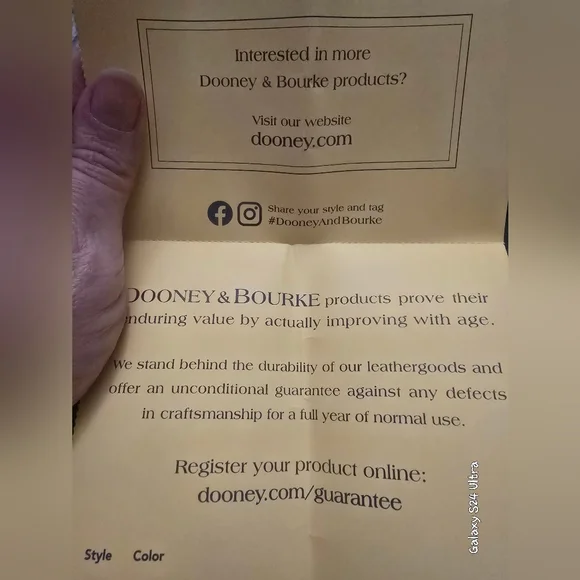 Interested in more
Dooney & Bourke products?
Visit our website
dooney.com
Share your style and tag
#DooneyAndBourke
DOONEY & BOURKE products prove their
enduring value by actually improving with age.
We stand behind the durability of our leathergoods and
offer an unconditional guarantee against any defects
in craftsmanship for a full year of normal use.
Register your product online:
dooney.com/guarantee
Style Color
Galaxy S24 Ultra